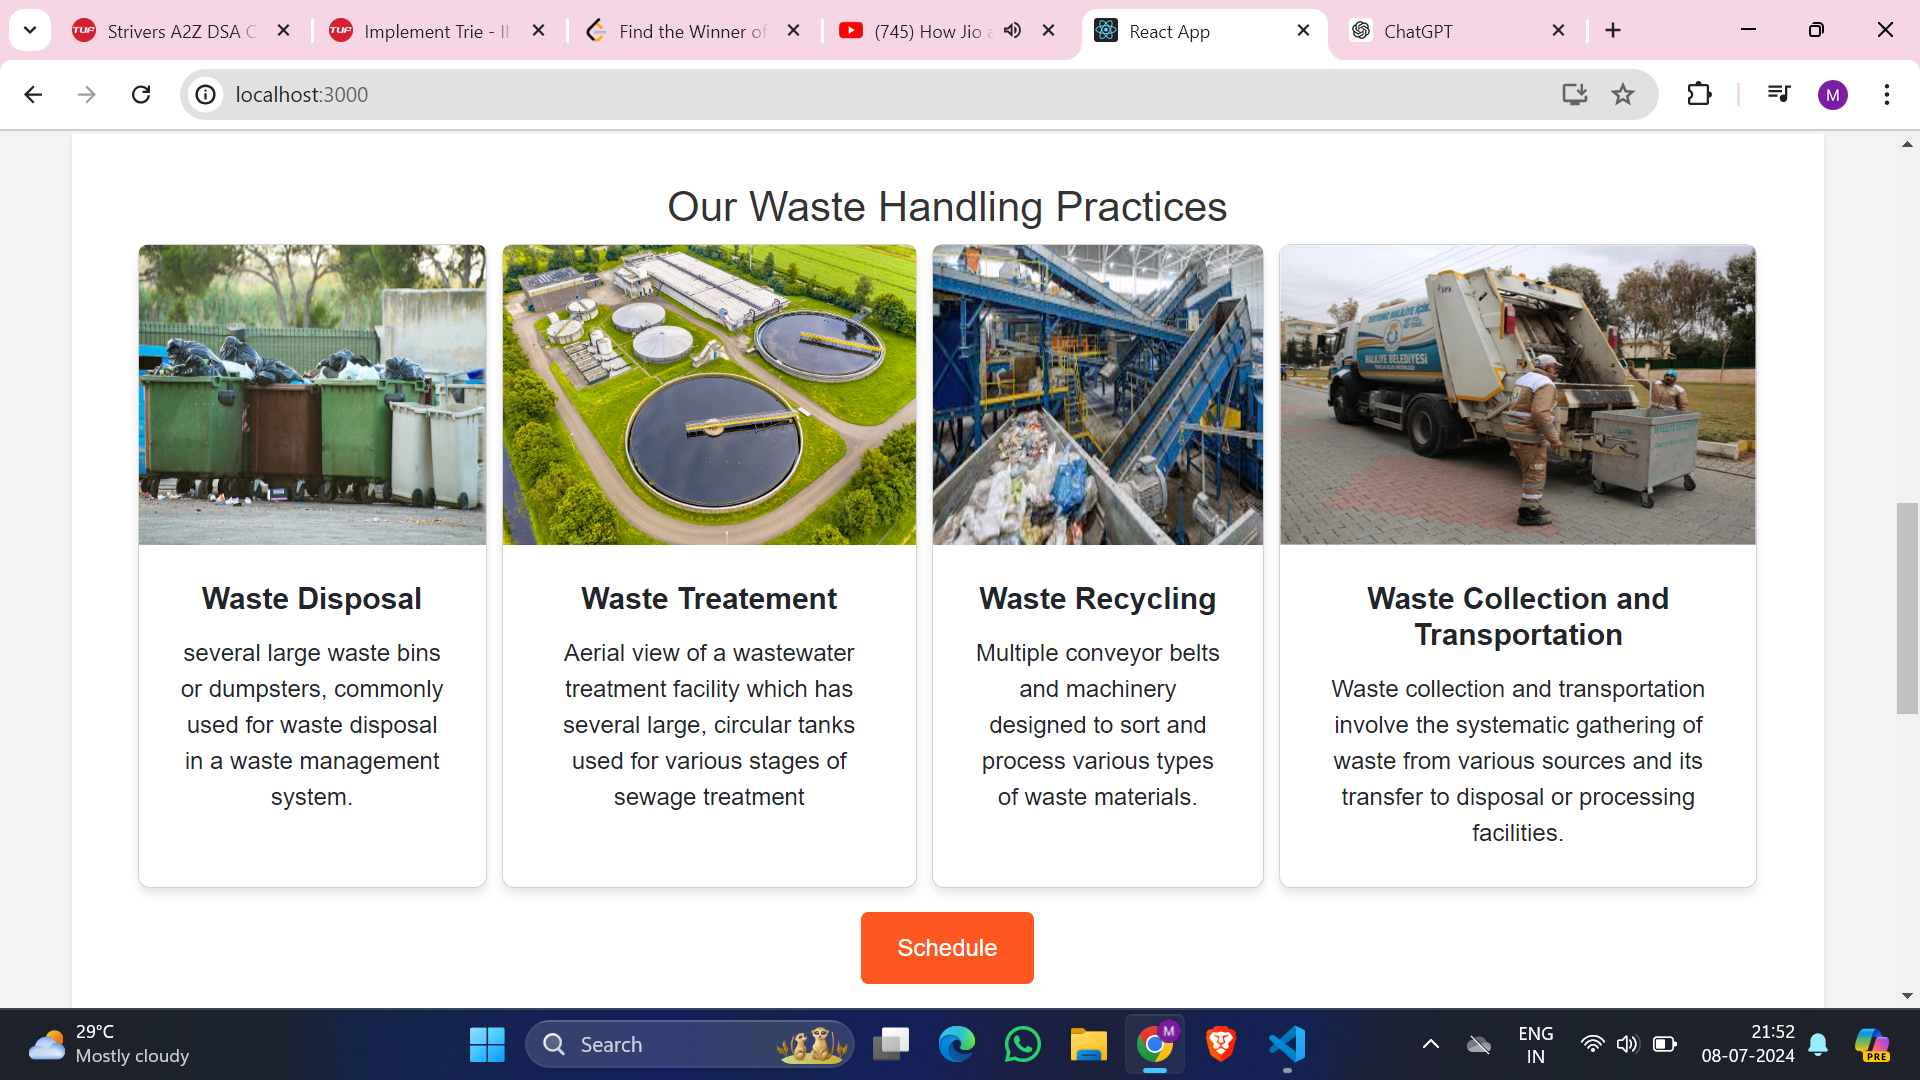 Strivers A2Z DSA C
Implement Trie - II
Find the Winner of
(745) How Jio a
React App
ChatGPT
localhost:3000
M
Our Waste Handling Practices
HALILIYE BELEDİYESİ
Waste Disposal
several large waste bins
or dumpsters, commonly
used for waste disposal
in a waste management
system.
Waste Treatement
Aerial view of a wastewater
treatment facility which has
several large, circular tanks
used for various stages of
sewage treatment
Waste Recycling
Multiple conveyor belts
and machinery
designed to sort and
process various types
of waste materials.
Waste Collection and
Transportation
Waste collection and transportation
involve the systematic gathering of
waste from various sources and its
transfer to disposal or processing
facilities.
Schedule
29°C
Mostly cloudy
Search
M
ENG
IN
21:52
08-07-2024
PRE